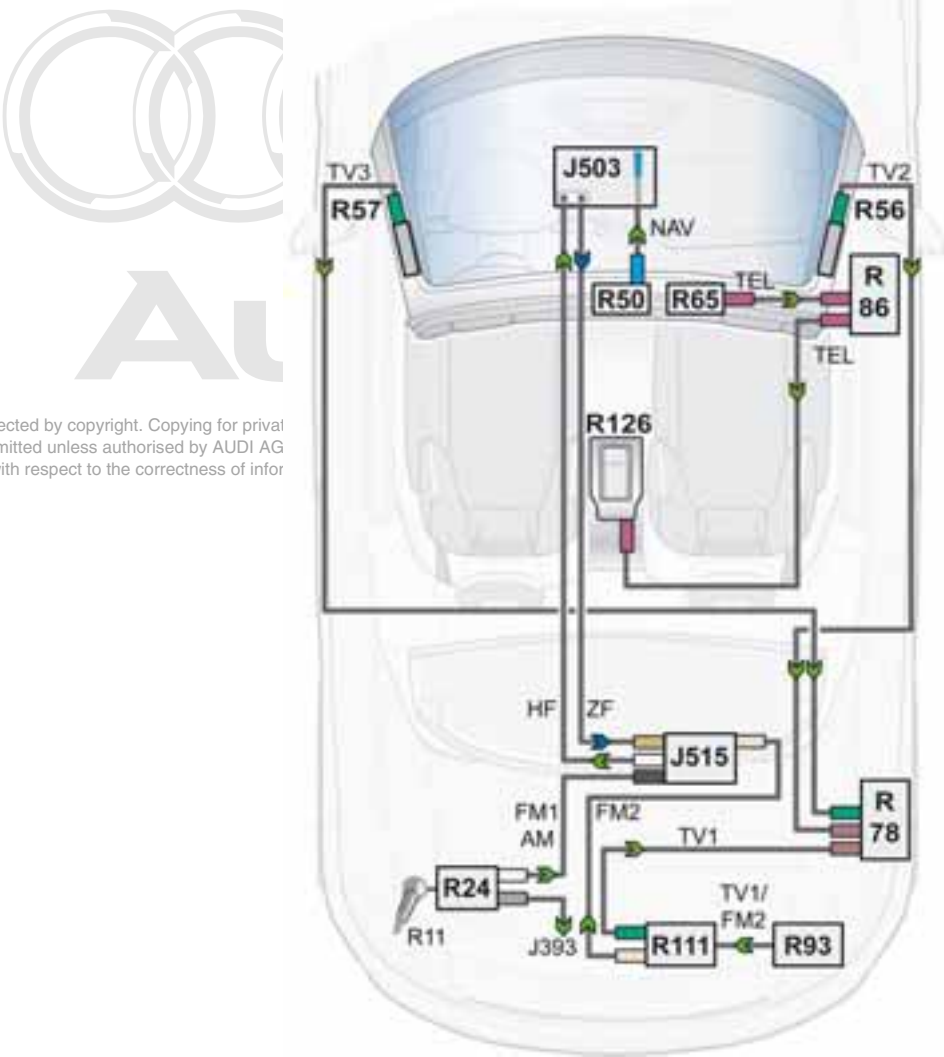 TV3
TV2
J503
R57
R56
NAV
R
86
TEL
R50
R65
TEL
Au
ected by copyright. Copying for privat
mitted unless authorised by AUDI AG
with respect to the correctness of infor
R126
HF
ZF
J515
FM1
FM2
AM
R
78
TV1
R24
TV1/
FM2
R11
J393
R111
R93